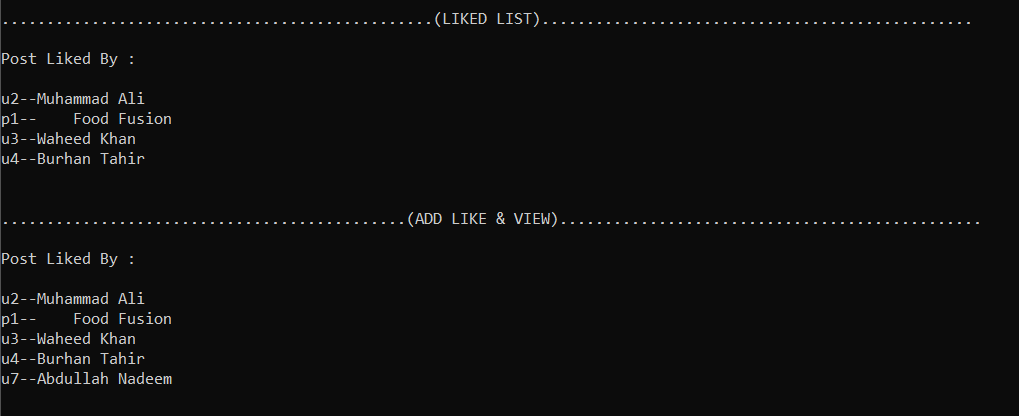 ................................................(LIKED LIST)................................................
Post Liked By :
u2--Muhammad Ali
p1--    Food Fusion
u3--Waheed Khan
u4--Burhan Tahir
.............................................(ADD LIKE & VIEW)...............................................
Post Liked By :
u2--Muhammad Ali
p1--    Food Fusion
u3--Waheed Khan
u4--Burhan Tahir
u7--Abdullah Nadeem